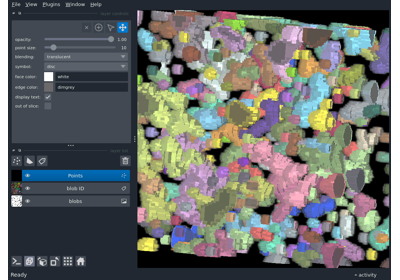 File View Plugins Window Help
opacity: 1.00
point size: 10
blending: translucent
symbol: disc
face color: white
edge color: dimgrey
display text:
out of slice:
Points
blob ID
blobs
Ready
activity